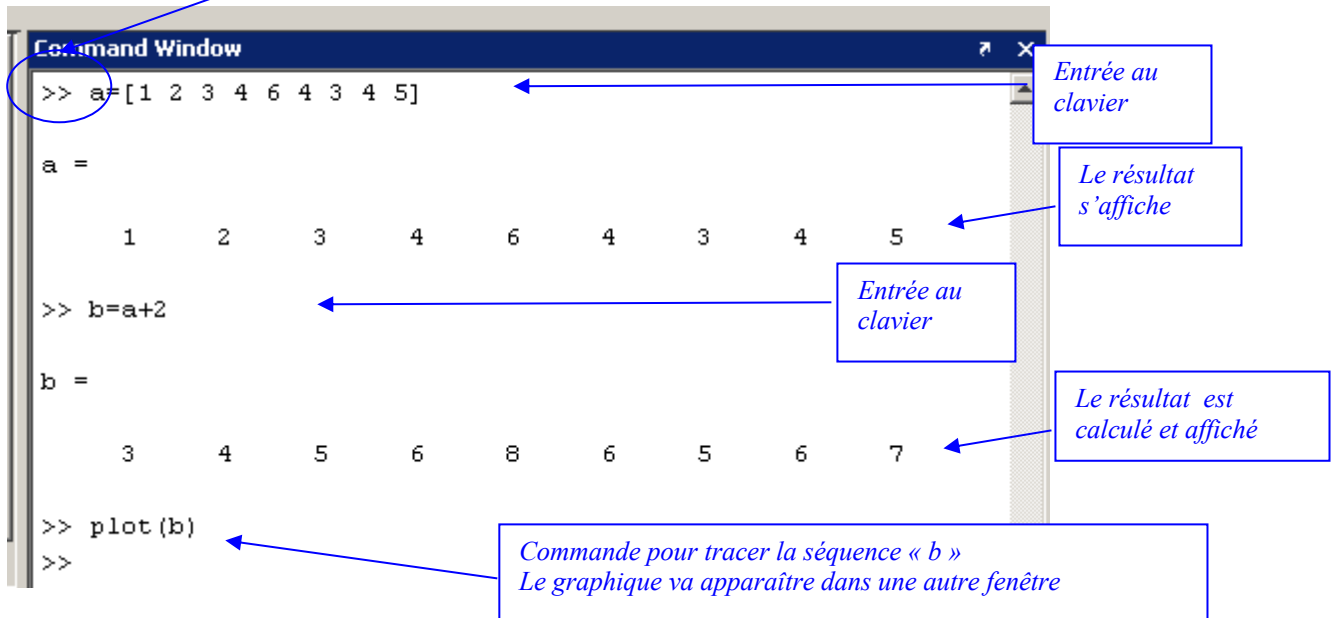 Command Window
>> a=[1 2 3 4 6 4 3 4 5]
Entrée au
clavier
a =
Le résultat
s’affiche
1 2 3 4 6 4 3 4 5
>> b=a+2
Entrée au
clavier
b =
Le résultat est
calculé et affiché
3 4 5 6 8 6 5 6 7
>> plot(b)
Commande pour tracer la séquence « b »
Le graphique va apparaître dans une autre fenêtre
>>